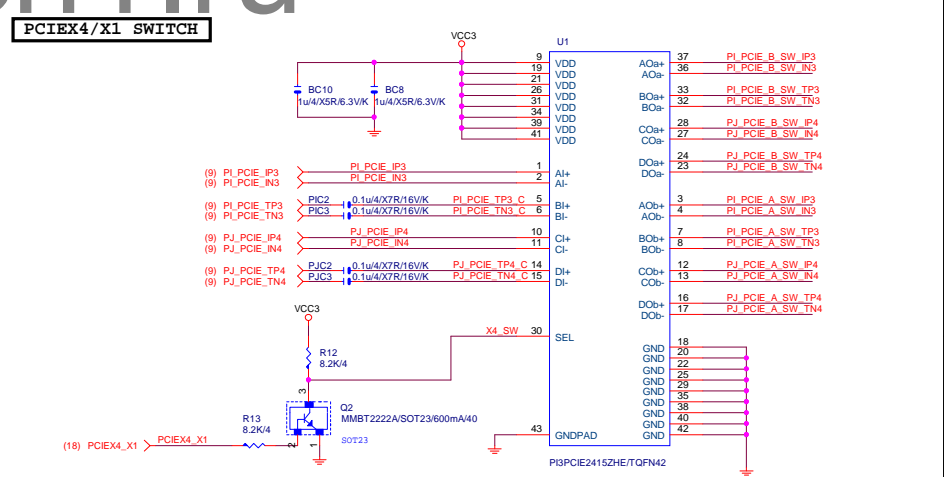 PCIEX4/X1 SWITCH
VCC3
U1
BC10
1u/4/X5R/6.3V/K
BC8
1u/4/X5R/6.3V/K
9 VDD
19 VDD
21 VDD
26 VDD
31 VDD
34 VDD
39 VDD
41 VDD
AOa+ 37 PI_PCIE_B_SW_IP3
AOa- 36 PI_PCIE_B_SW_IN3
BOa+ 33 PI_PCIE_B_SW_TP3
BOa- 32 PI_PCIE_B_SW_TN3
COa+ 28 PJ_PCIE_B_SW_IP4
COa- 27 PJ_PCIE_B_SW_IN4
DOa+ 24 PJ_PCIE_B_SW_TP4
DOa- 23 PJ_PCIE_B_SW_TN4
(9) PI_PCIE_IP3 PI_PCIE_IP3 1 AI+
(9) PI_PCIE_IN3 PI_PCIE_IN3 2 AI-
(9) PI_PCIE_TP3 PIC2 0.1u/4/X7R/16V/K PI_PCIE_TP3_C 5 BI+
(9) PI_PCIE_TN3 PIC3 0.1u/4/X7R/16V/K PI_PCIE_TN3_C 6 BI-
(9) PJ_PCIE_IP4 PJ_PCIE_IP4 10 CI+
(9) PJ_PCIE_IN4 PJ_PCIE_IN4 11 CI-
(9) PJ_PCIE_TP4 PJC2 0.1u/4/X7R/16V/K PJ_PCIE_TP4_C 14 DI+
(9) PJ_PCIE_TN4 PJC3 0.1u/4/X7R/16V/K PJ_PCIE_TN4_C 15 DI-
AOb+ 3 PI_PCIE_A_SW_IP3
AOb- 4 PI_PCIE_A_SW_IN3
BOb+ 7 PI_PCIE_A_SW_TP3
BOb- 8 PI_PCIE_A_SW_TN3
COb+ 12 PJ_PCIE_A_SW_IP4
COb- 13 PJ_PCIE_A_SW_IN4
DOb+ 16 PJ_PCIE_A_SW_TP4
DOb- 17 PJ_PCIE_A_SW_TN4
VCC3
X4_SW 30 SEL
R12
8.2K/4
GND 18
GND 20
GND 22
GND 25
GND 29
GND 35
GND 38
GND 40
GND 42
3
Q2
MMBT2222A/SOT23/600mA/40
SOT23
R13
8.2K/4
(18) PCIEX4_X1 PCIEX4_X1
2
1
43 GNDPAD
PI3PCIE2415ZHE/TQFN42